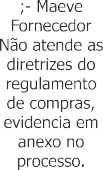 ;- Maeve
Fornecedor
Não atende as
diretrizes do
regulamento
de compras,
evidencia em
anexo no
processo.